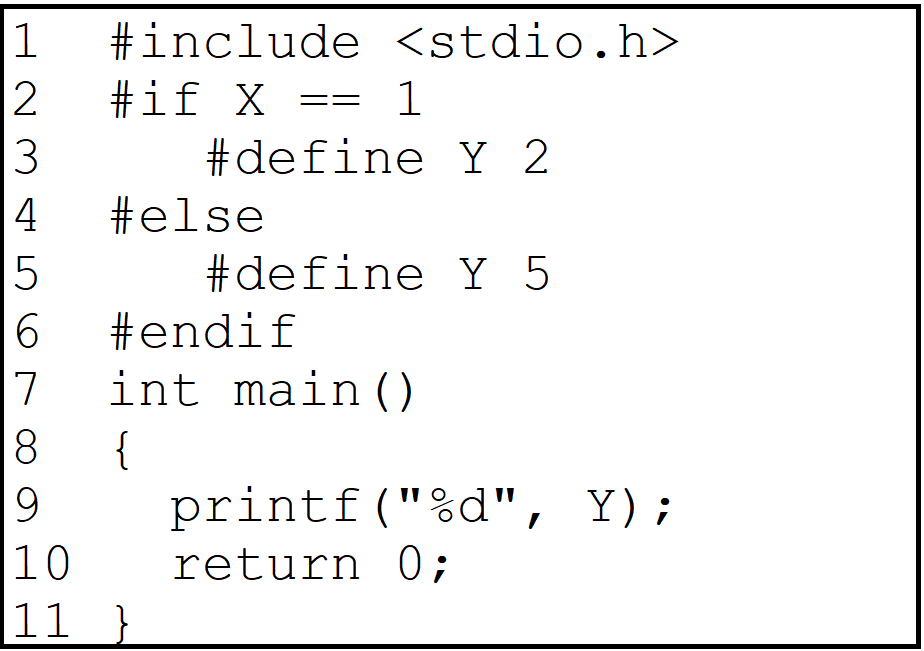 1 #include <stdio.h>
2 #if X == 1
3 #define Y 2
4 #else
5 #define Y 5
6 #endif
7 int main()
8 {
9 printf("%d", Y);
10 return 0;
11 }